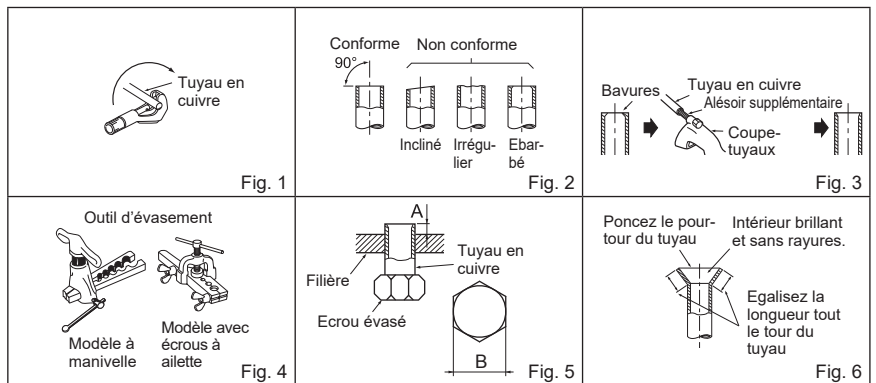 Tuyau en
cuivre
Fig. 1
Conforme
Non conforme
90°
Incliné
Irrégu-
lier
Ebar-
bé
Fig. 2
Bavures
Tuyau en cuivre
Alésoir supplémentaire
Coupe-
tuyaux
Fig. 3
Outil d'évasement
Modèle à
manivelle
Modèle avec
écrous à
ailette
Fig. 4
A
Filière
Tuyau en
cuivre
Ecrou évasé
B
Fig. 5
Poncez le pour-
tour du tuyau
Intérieur brillant
et sans rayures.
Egalisez la
longueur tout
le tour du
tuyau
Fig. 6